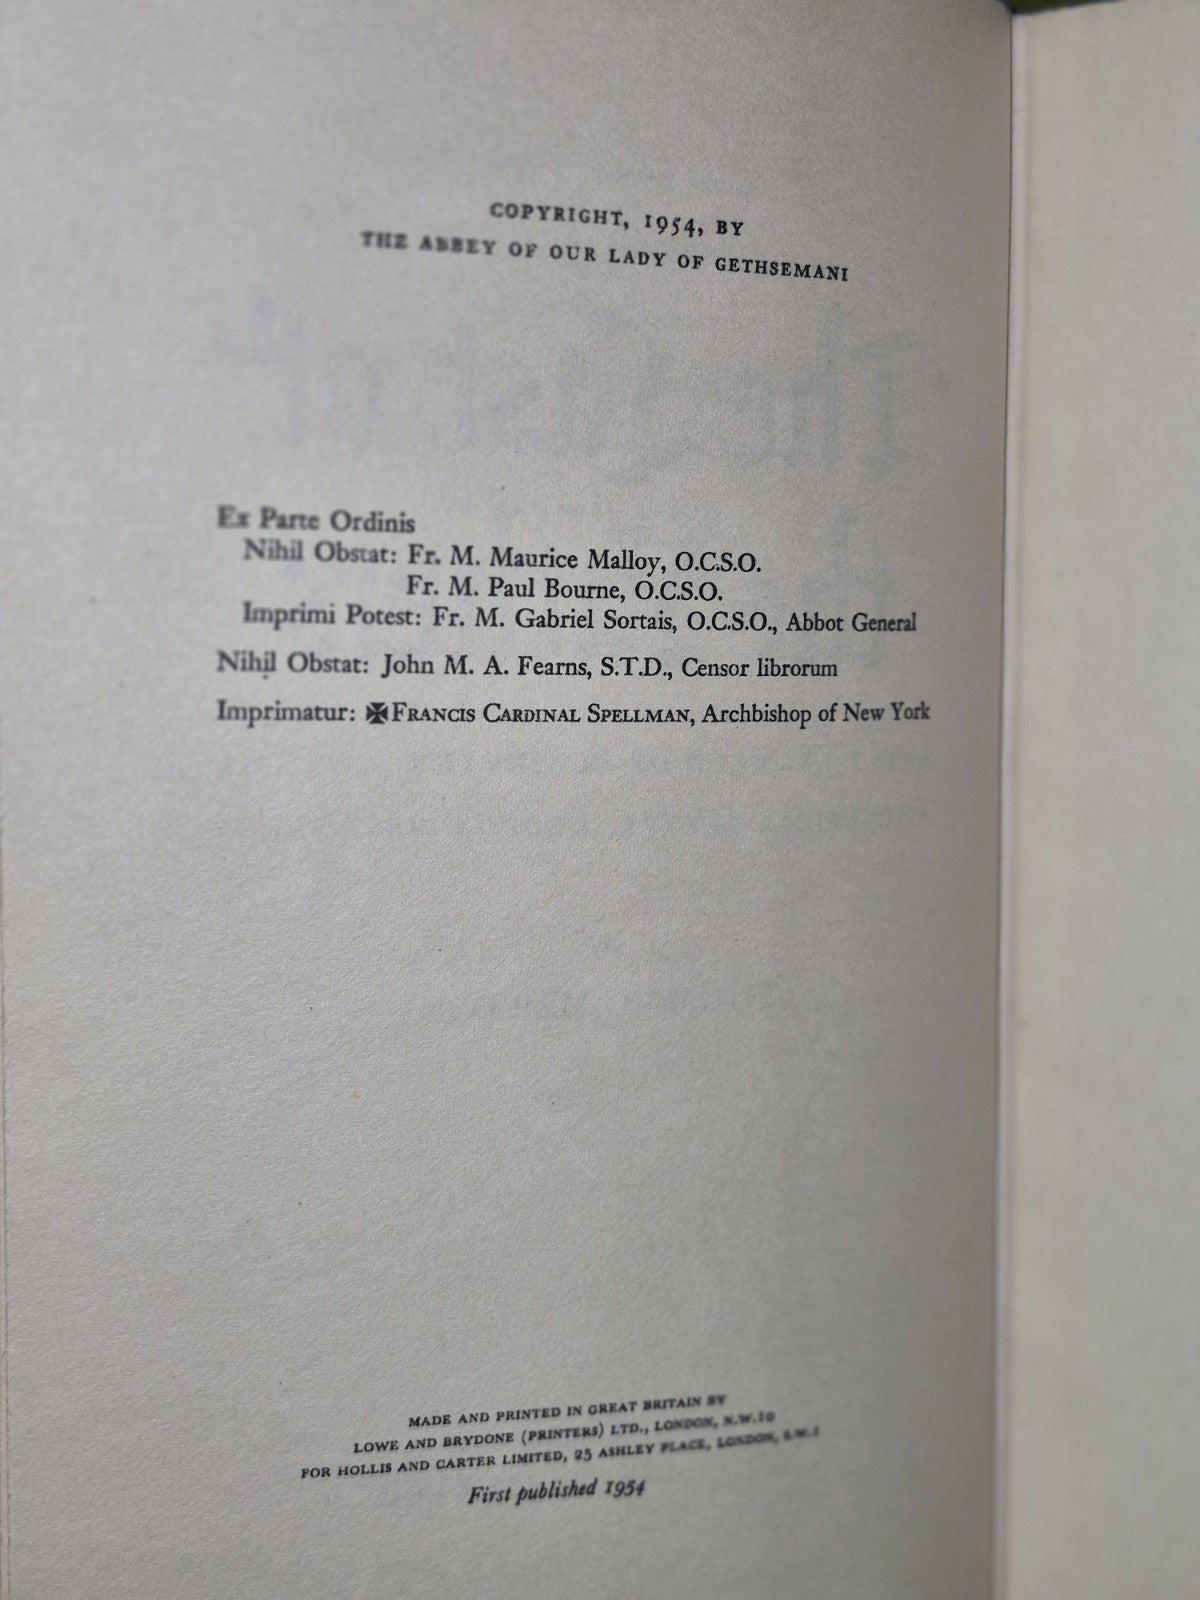 COPYRIGHT, 1954, BY
THE ABBEY OF OUR LADY OF GETHSEMANI
Ex Parte Ordinis
Nihil Obstat: Fr. M. Maurice Malloy, O.C.S.O.
Fr. M. Paul Bourne, O.C.S.O.
Imprimi Potest: Fr. M. Gabriel Sortais, O.C.S.O., Abbot General
Nihil Obstat: John M. A. Fearns, S.T.D., Censor librorum
Imprimatur: ✠ FRANCIS CARDINAL SPELLMAN, Archbishop of New York
MADE AND PRINTED IN GREAT BRITAIN BY
LOWE AND BRYDONE (PRINTERS) LTD., LONDON, N.W.10
FOR HOLLIS AND CARTER LIMITED, 25 ASHLEY PLACE, LONDON, S.W.1
First published 1954